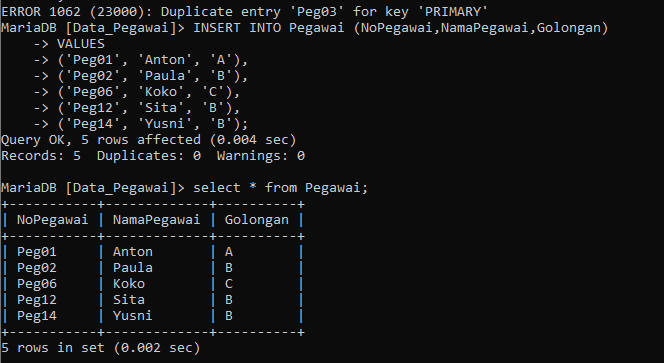 ERROR 1062 (23000): Duplicate entry 'Peg03' for key 'PRIMARY'
MariaDB [Data_Pegawai]> INSERT INTO Pegawai (NoPegawai,NamaPegawai,Golongan)
    -> VALUES
    -> ('Peg01', 'Anton', 'A'),
    -> ('Peg02', 'Paula', 'B'),
    -> ('Peg06', 'Koko', 'C'),
    -> ('Peg12', 'Sita', 'B'),
    -> ('Peg14', 'Yusni', 'B');
Query OK, 5 rows affected (0.004 sec)
Records: 5  Duplicates: 0  Warnings: 0

MariaDB [Data_Pegawai]> select * from Pegawai;
+-----------+-------------+----------+
| NoPegawai | NamaPegawai | Golongan |
+-----------+-------------+----------+
| Peg01     | Anton       | A        |
| Peg02     | Paula       | B        |
| Peg06     | Koko        | C        |
| Peg12     | Sita        | B        |
| Peg14     | Yusni       | B        |
+-----------+-------------+----------+
5 rows in set (0.002 sec)